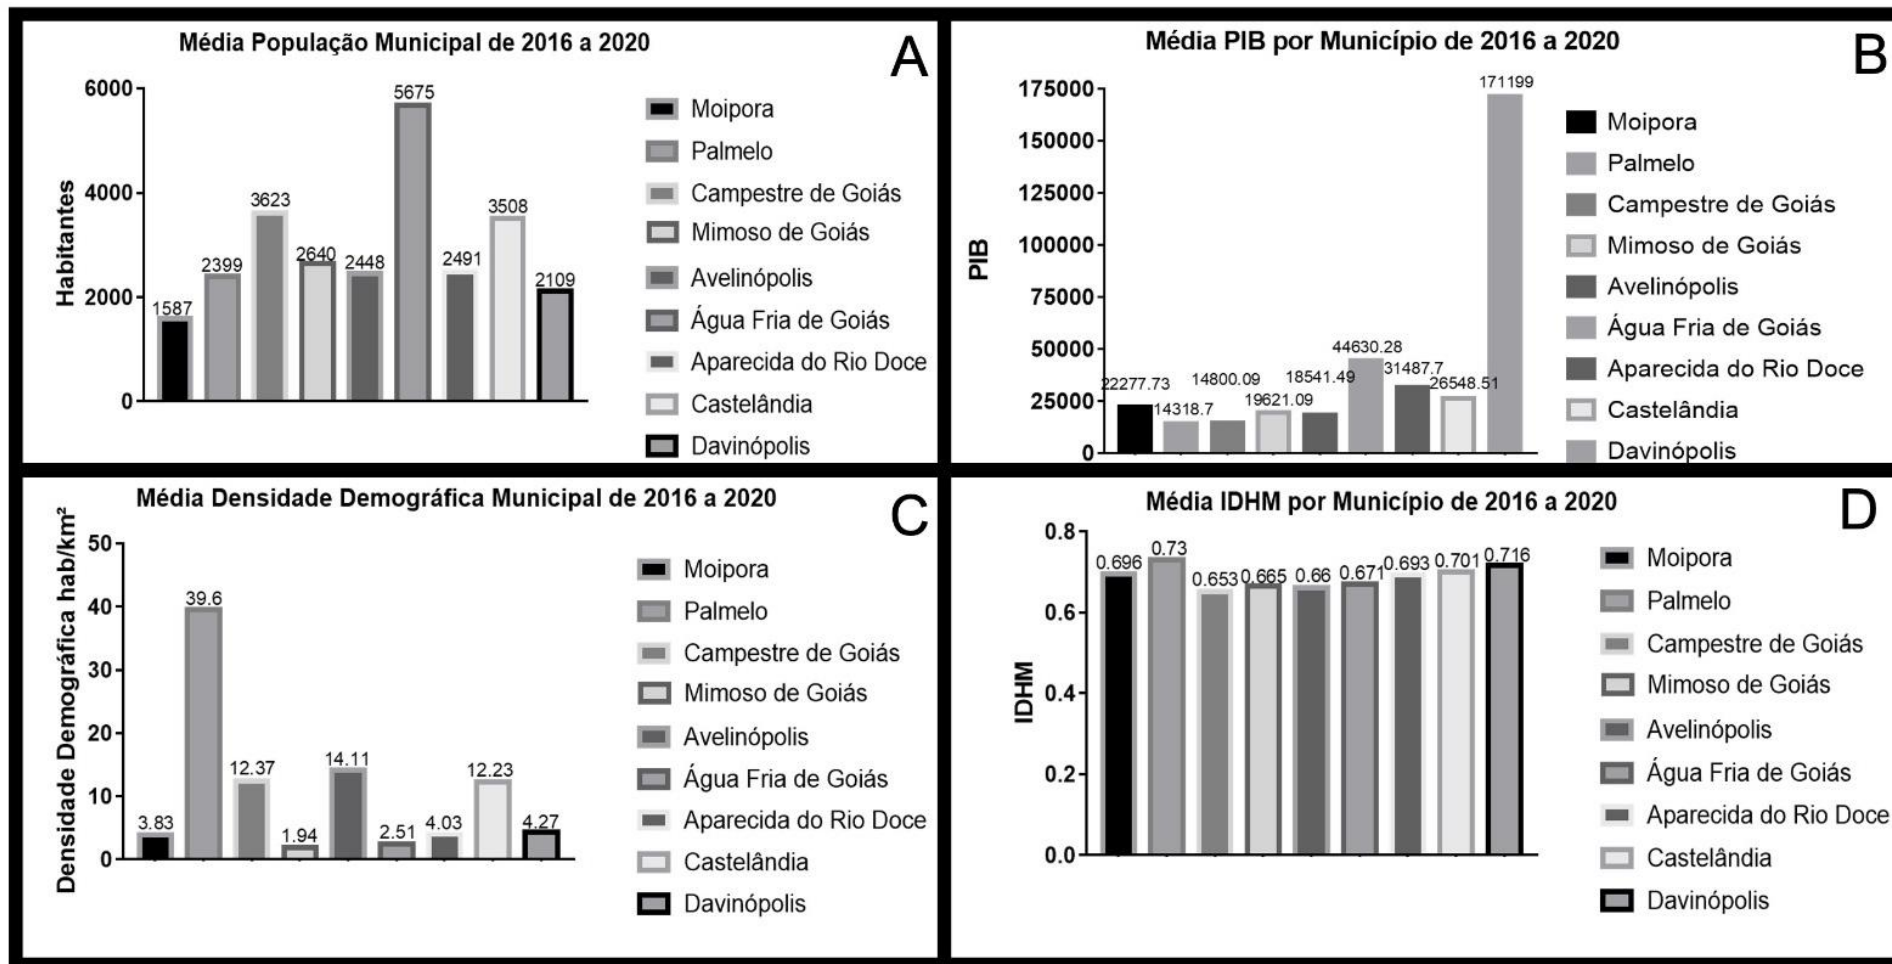 Média População Municipal de 2016 a 2020
A
Habitantes
6000
4000
2000
0
1587
2399
3623
2640
2448
5675
2491
3508
2109
Moipora
Palmelo
Campestre de Goiás
Mimoso de Goiás
Avelinópolis
Água Fria de Goiás
Aparecida do Rio Doce
Castelândia
Davinópolis
Média PIB por Município de 2016 a 2020
B
PIB
175000
150000
125000
100000
75000
50000
25000
0
22277.73
14318.7
14800.09
19621.09
18541.49
44630.28
31487.7
26548.51
171199
Moipora
Palmelo
Campestre de Goiás
Mimoso de Goiás
Avelinópolis
Água Fria de Goiás
Aparecida do Rio Doce
Castelândia
Davinópolis
Média Densidade Demográfica Municipal de 2016 a 2020
C
Densidade Demográfica hab/km²
50
40
30
20
10
0
3.83
39.6
12.37
1.94
14.11
2.51
4.03
12.23
4.27
Moipora
Palmelo
Campestre de Goiás
Mimoso de Goiás
Avelinópolis
Água Fria de Goiás
Aparecida do Rio Doce
Castelândia
Davinópolis
Média IDHM por Município de 2016 a 2020
D
IDHM
0.8
0.6
0.4
0.2
0.0
0.696
0.73
0.653
0.665
0.66
0.671
0.693
0.701
0.716
Moipora
Palmelo
Campestre de Goiás
Mimoso de Goiás
Avelinópolis
Água Fria de Goiás
Aparecida do Rio Doce
Castelândia
Davinópolis